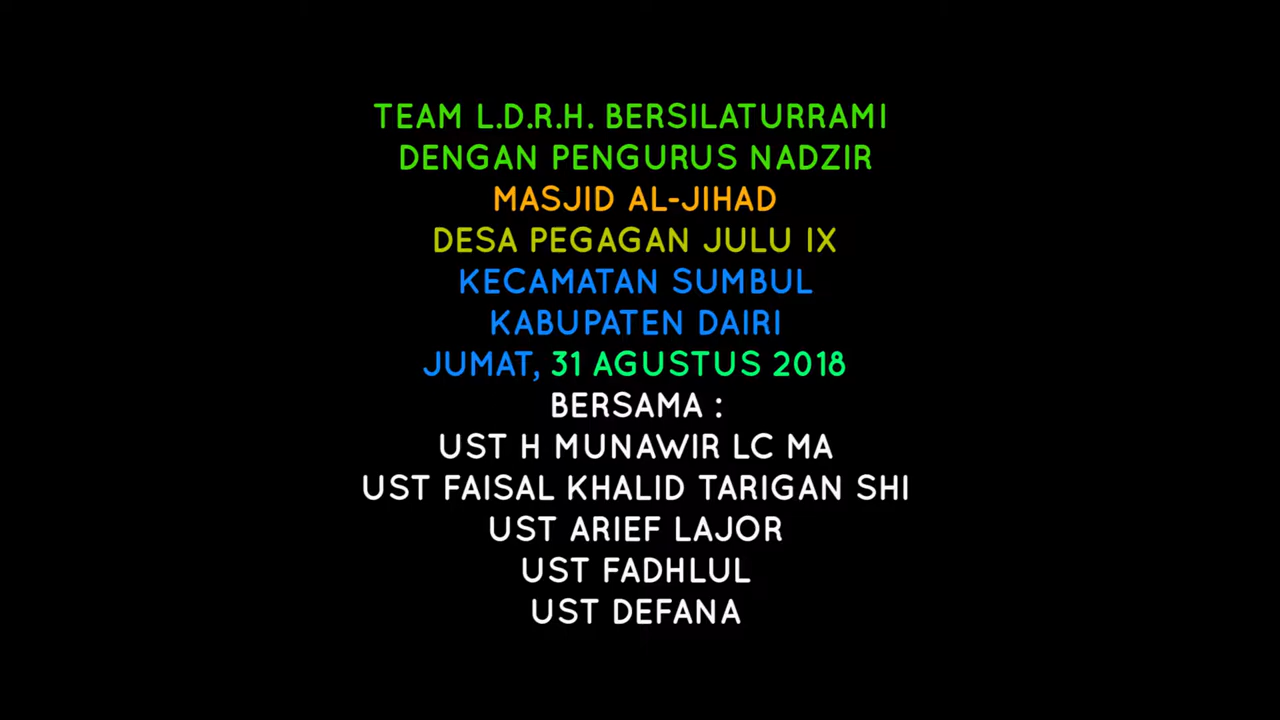 TEAM L.D.R.H. BERSILATURRAMI
DENGAN PENGURUS NADZIR
MASJID AL-JIHAD
DESA PEGAGAN JULU IX
KECAMATAN SUMBUL
KABUPATEN DAIRI
JUMAT, 31 AGUSTUS 2018
BERSAMA :
UST H MUNAWIR LC MA
UST FAISAL KHALID TARIGAN SHI
UST ARIEF LAJOR
UST FADHLUL
UST DEFANA